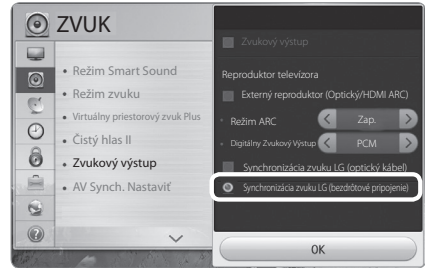 ZVUK
• Režim Smart Sound
• Režim zvuku
• Virtuálny priestorový zvuk Plus
• Čistý hlas II
• Zvukový výstup
• AV Synch. Nastaviť
Zvukový výstup
Reproduktor televízora
Externý reproduktor (Optický/HDMI ARC)
• Režim ARC < Zap. >
• Digitálny Zvukový Výstup < PCM >
Synchronizácia zvuku LG (optický kábel)
Synchronizácia zvuku LG (bezdrôtové pripojenie)
OK